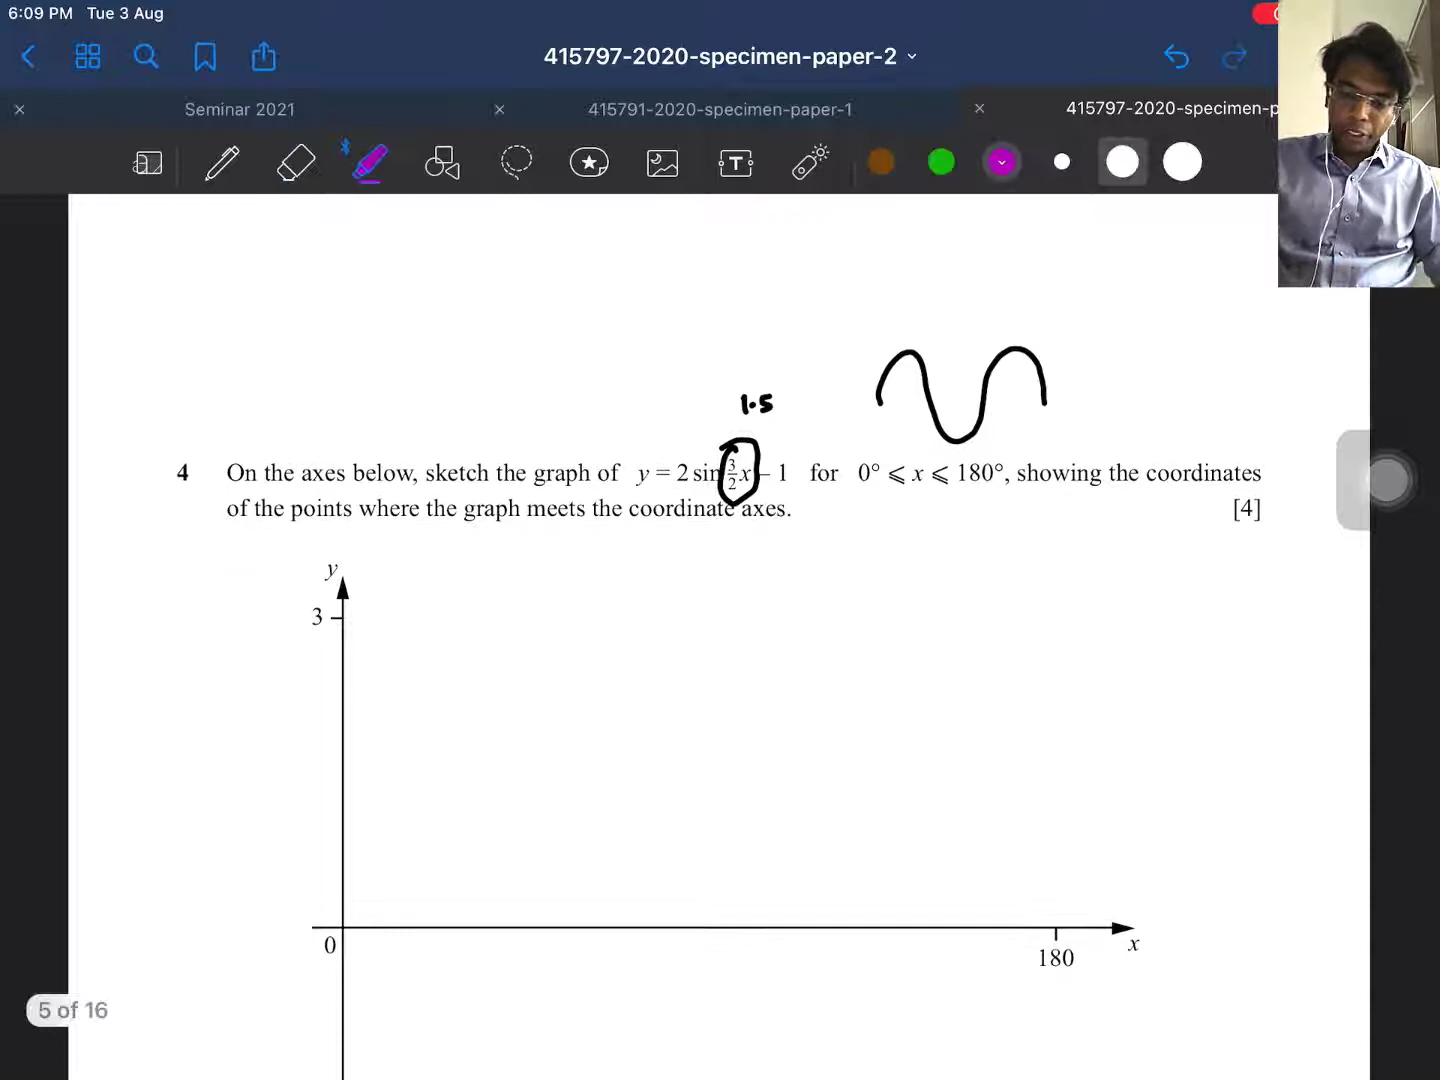 6:09 PM Tue 3 Aug
415797-2020-specimen-paper-2
Seminar 2021
415791-2020-specimen-paper-1
415797-2020-specimen-p
T
1.5
4 On the axes below, sketch the graph of y = 2 sin 3/2 x − 1 for 0° ⩽ x ⩽ 180°, showing the coordinates
of the points where the graph meets the coordinate axes. [4]
y
3
0
180
x
5 of 16